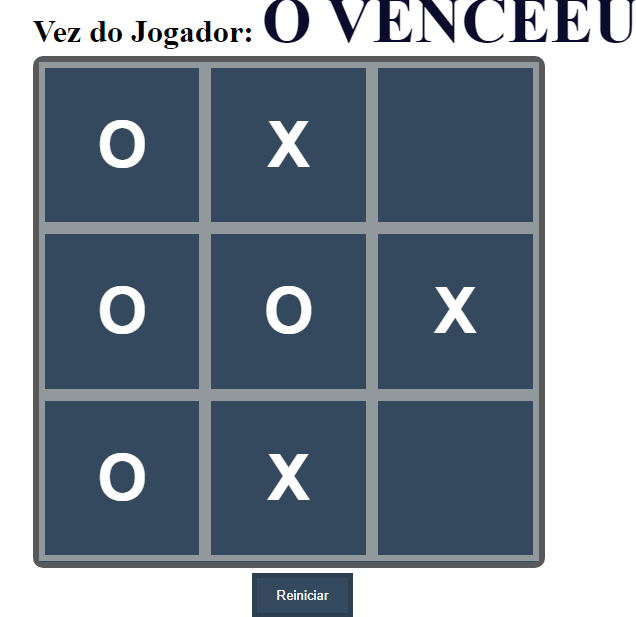 Vez do Jogador: O VENCEEU
O X
O O X
O X
Reiniciar